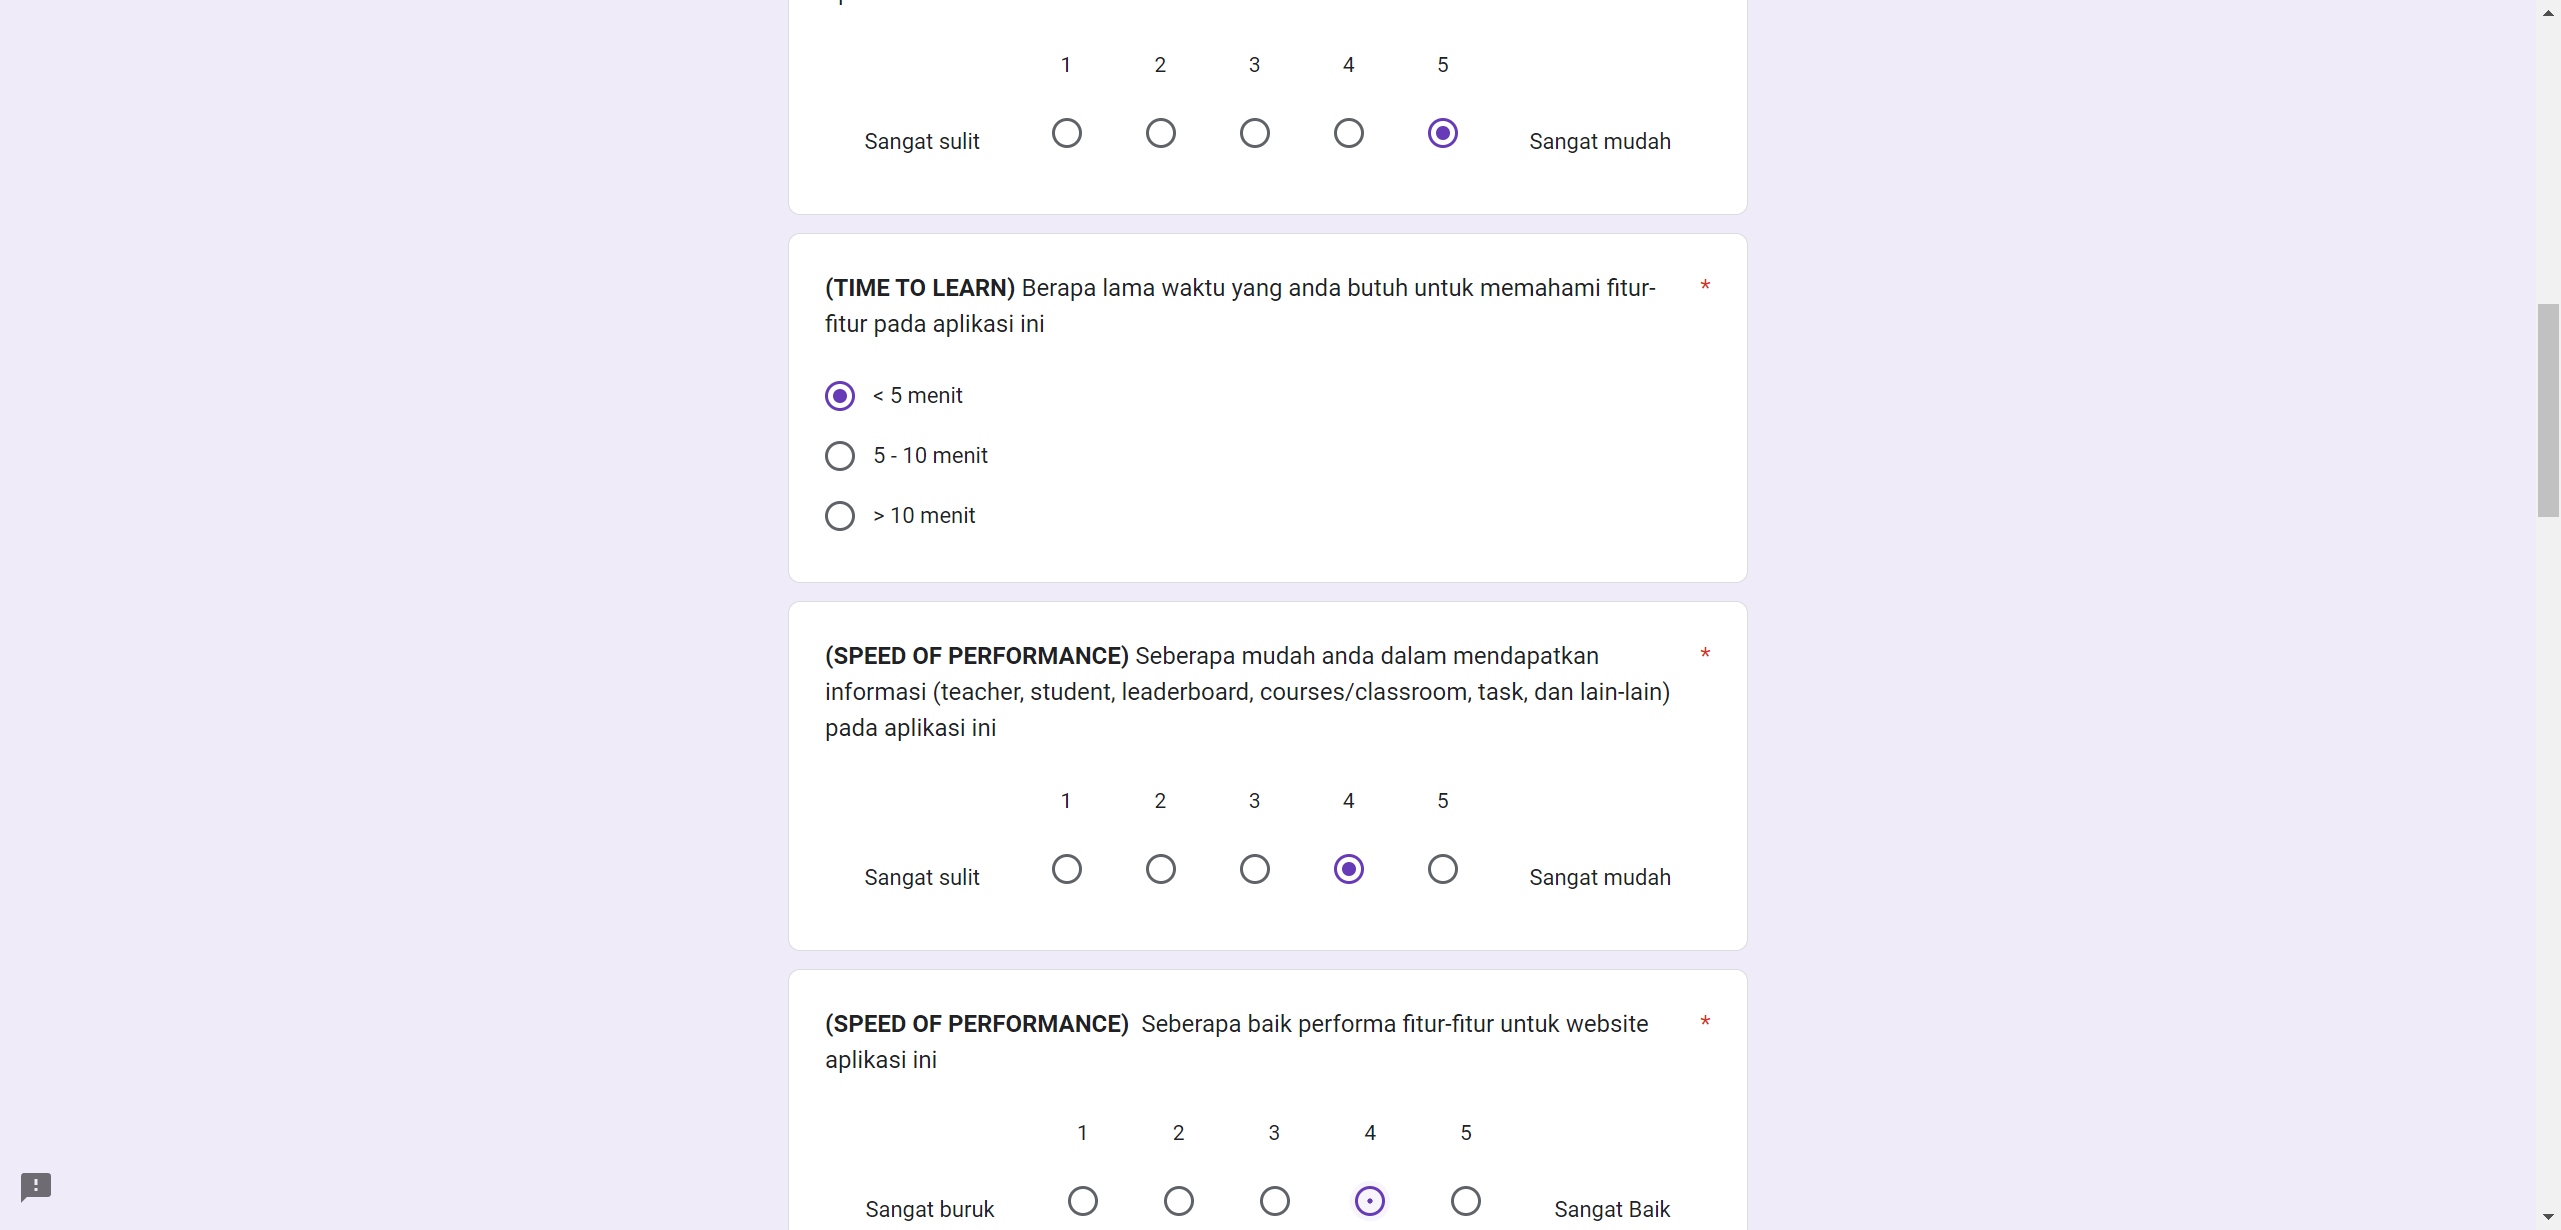 1 2 3 4 5
Sangat sulit Sangat mudah
(TIME TO LEARN) Berapa lama waktu yang anda butuh untuk memahami fitur- *
fitur pada aplikasi ini
< 5 menit
5 - 10 menit
> 10 menit
(SPEED OF PERFORMANCE) Seberapa mudah anda dalam mendapatkan *
informasi (teacher, student, leaderboard, courses/classroom, task, dan lain-lain)
pada aplikasi ini
1 2 3 4 5
Sangat sulit Sangat mudah
(SPEED OF PERFORMANCE) Seberapa baik performa fitur-fitur untuk website *
aplikasi ini
1 2 3 4 5
Sangat buruk Sangat Baik